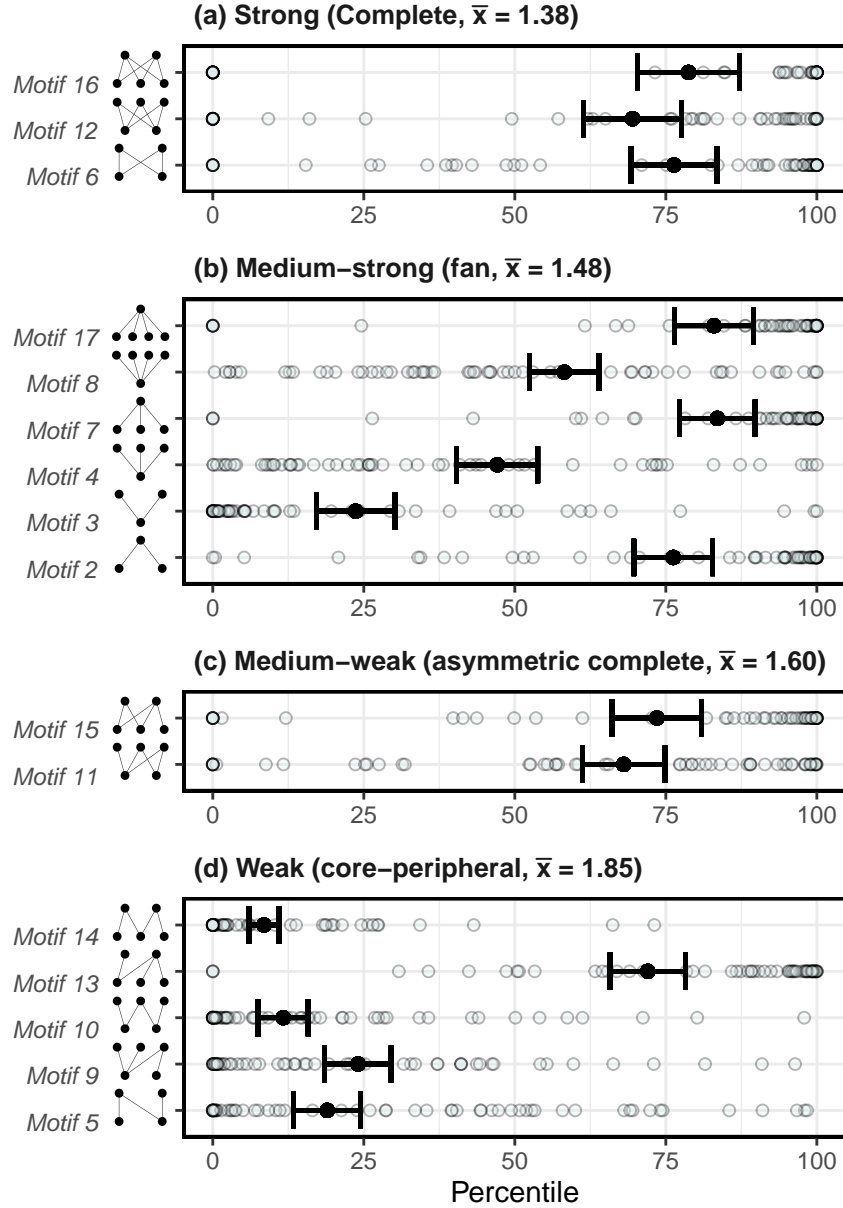 (a) Strong (Complete, x̅ = 1.38)
Motif 16
Motif 12
Motif 6
0 25 50 75 100
(b) Medium−strong (fan, x̅ = 1.48)
Motif 17
Motif 8
Motif 7
Motif 4
Motif 3
Motif 2
0 25 50 75 100
(c) Medium−weak (asymmetric complete, x̅ = 1.60)
Motif 15
Motif 11
0 25 50 75 100
(d) Weak (core−peripheral, x̅ = 1.85)
Motif 14
Motif 13
Motif 10
Motif 9
Motif 5
0 25 50 75 100
Percentile